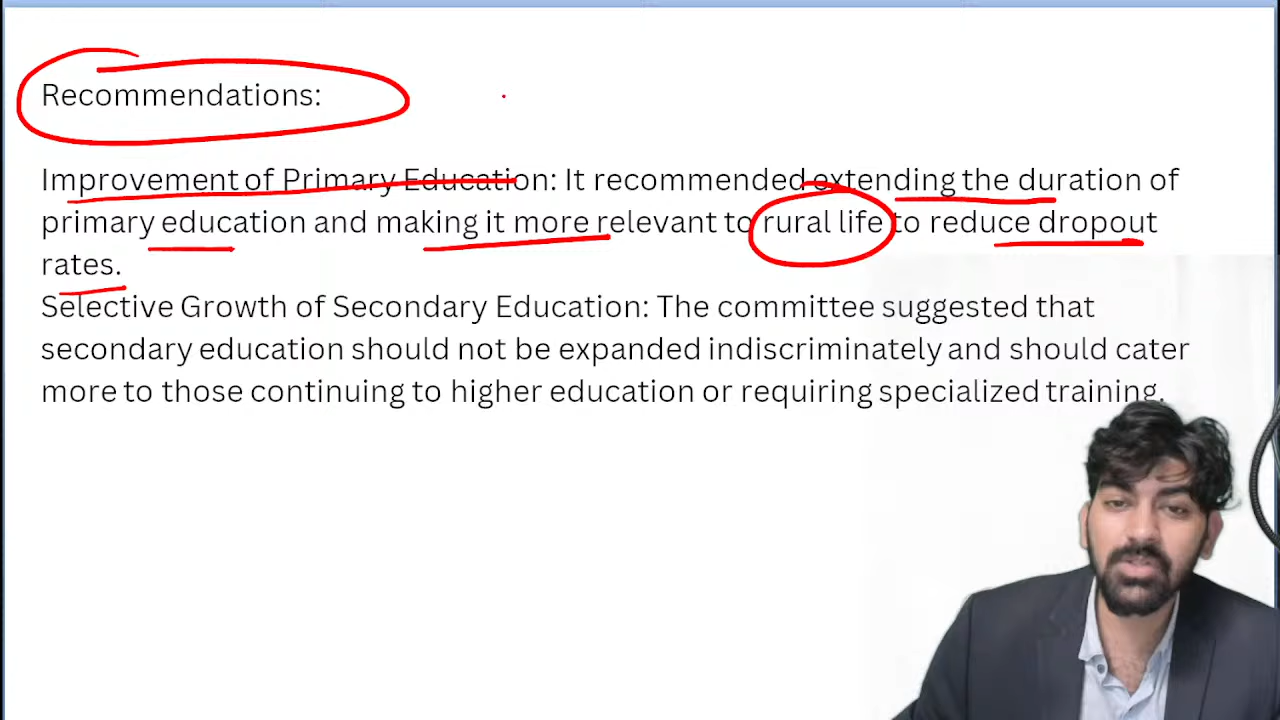 Recommendations:
Improvement of Primary Education: It recommended extending the duration of
primary education and making it more relevant to rural life to reduce dropout
rates.
Selective Growth of Secondary Education: The committee suggested that
secondary education should not be expanded indiscriminately and should cater
more to those continuing to higher education or requiring specialized training.